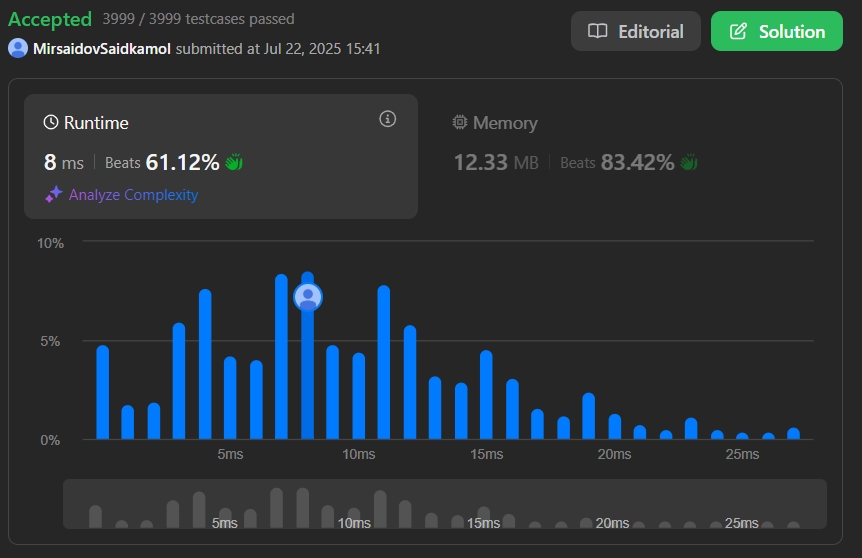 Accepted 3999 / 3999 testcases passed
Editorial
Solution
MirsaidovSaidkamol submitted at Jul 22, 2025 15:41
Runtime
Memory
8 ms | Beats 61.12%
12.33 MB | Beats 83.42%
Analyze Complexity
10%
5%
0%
5ms 10ms 15ms 20ms 25ms
5ms 10ms 15ms 20ms 25ms